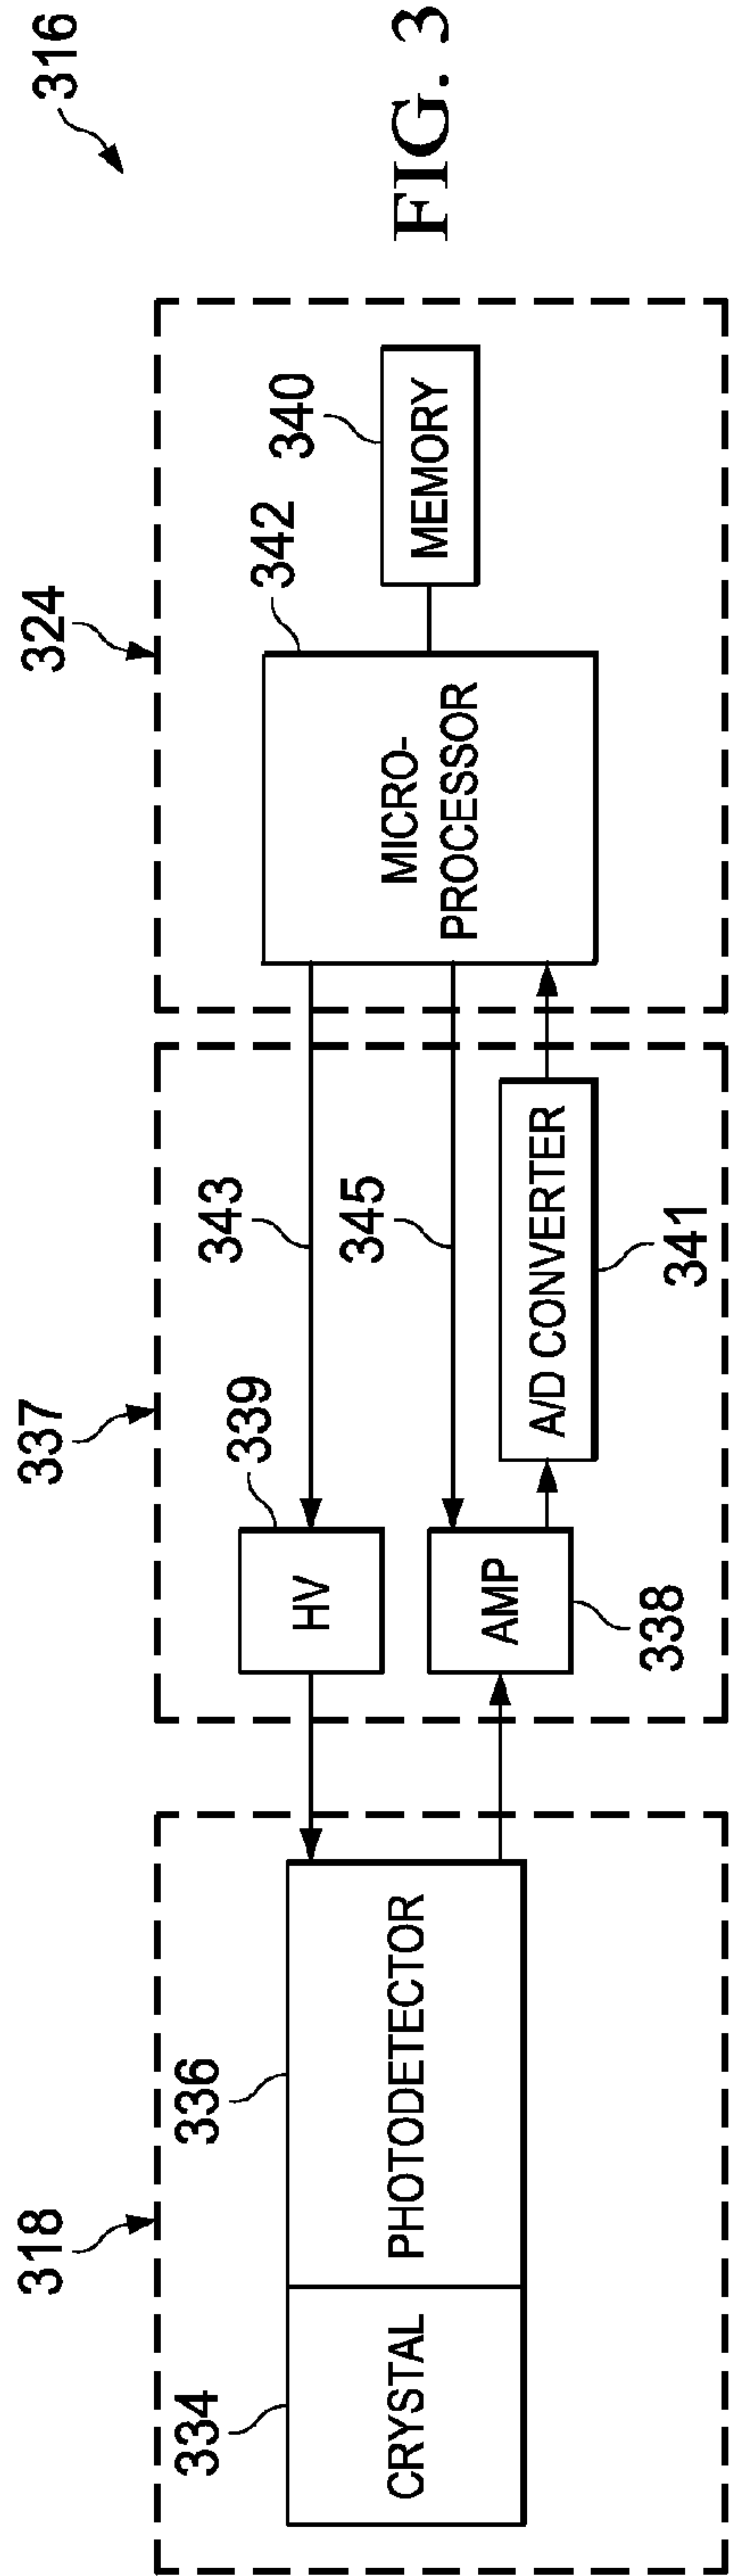 316
318
337
324
334
336
339
343
345
342
340
CRYSTAL
PHOTODETECTOR
HV
AMP
A/D CONVERTER
MICRO-
PROCESSOR
MEMORY
338
341
FIG. 3